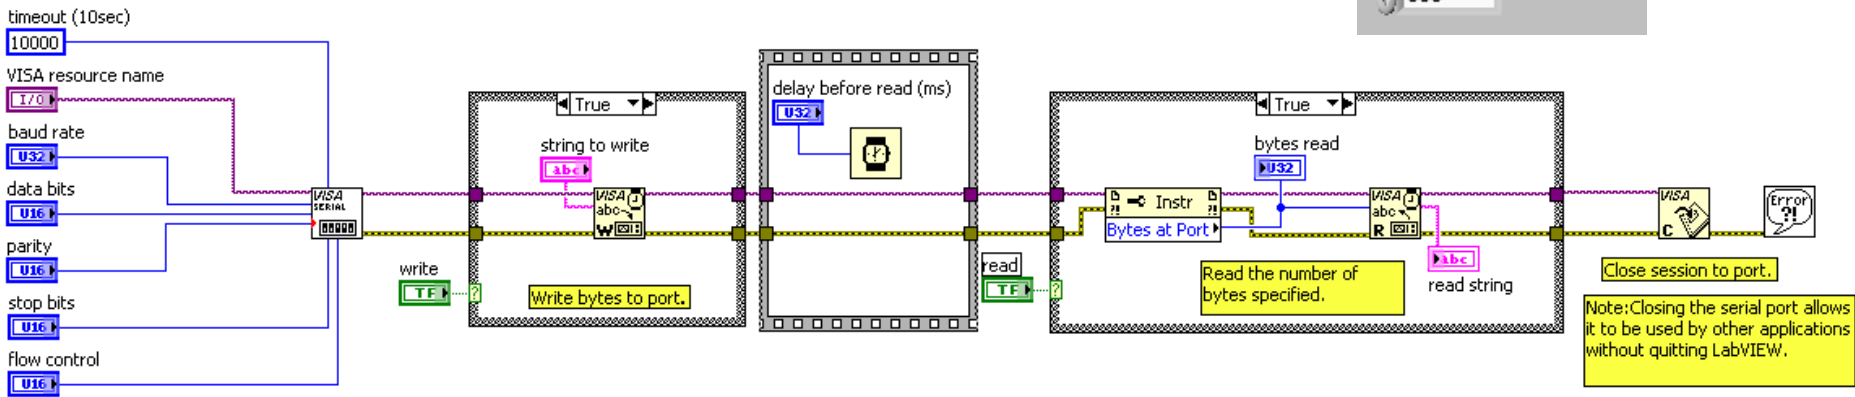 timeout (10sec)
10000
VISA resource name
I/O
baud rate
U32
data bits
U16
parity
U16
stop bits
U16
flow control
U16
VISA
SERIAL
write
TF
?
True
string to write
abc
VISA
abc
W
Write bytes to port.
delay before read (ms)
U32
read
TF
?
True
Instr
?!
?!
Bytes at Port
bytes read
U32
VISA
abc
R
abc
read string
Read the number of
bytes specified.
VISA
C
Error
?!
Close session to port.
Note:Closing the serial port allows
it to be used by other applications
without quitting LabVIEW.